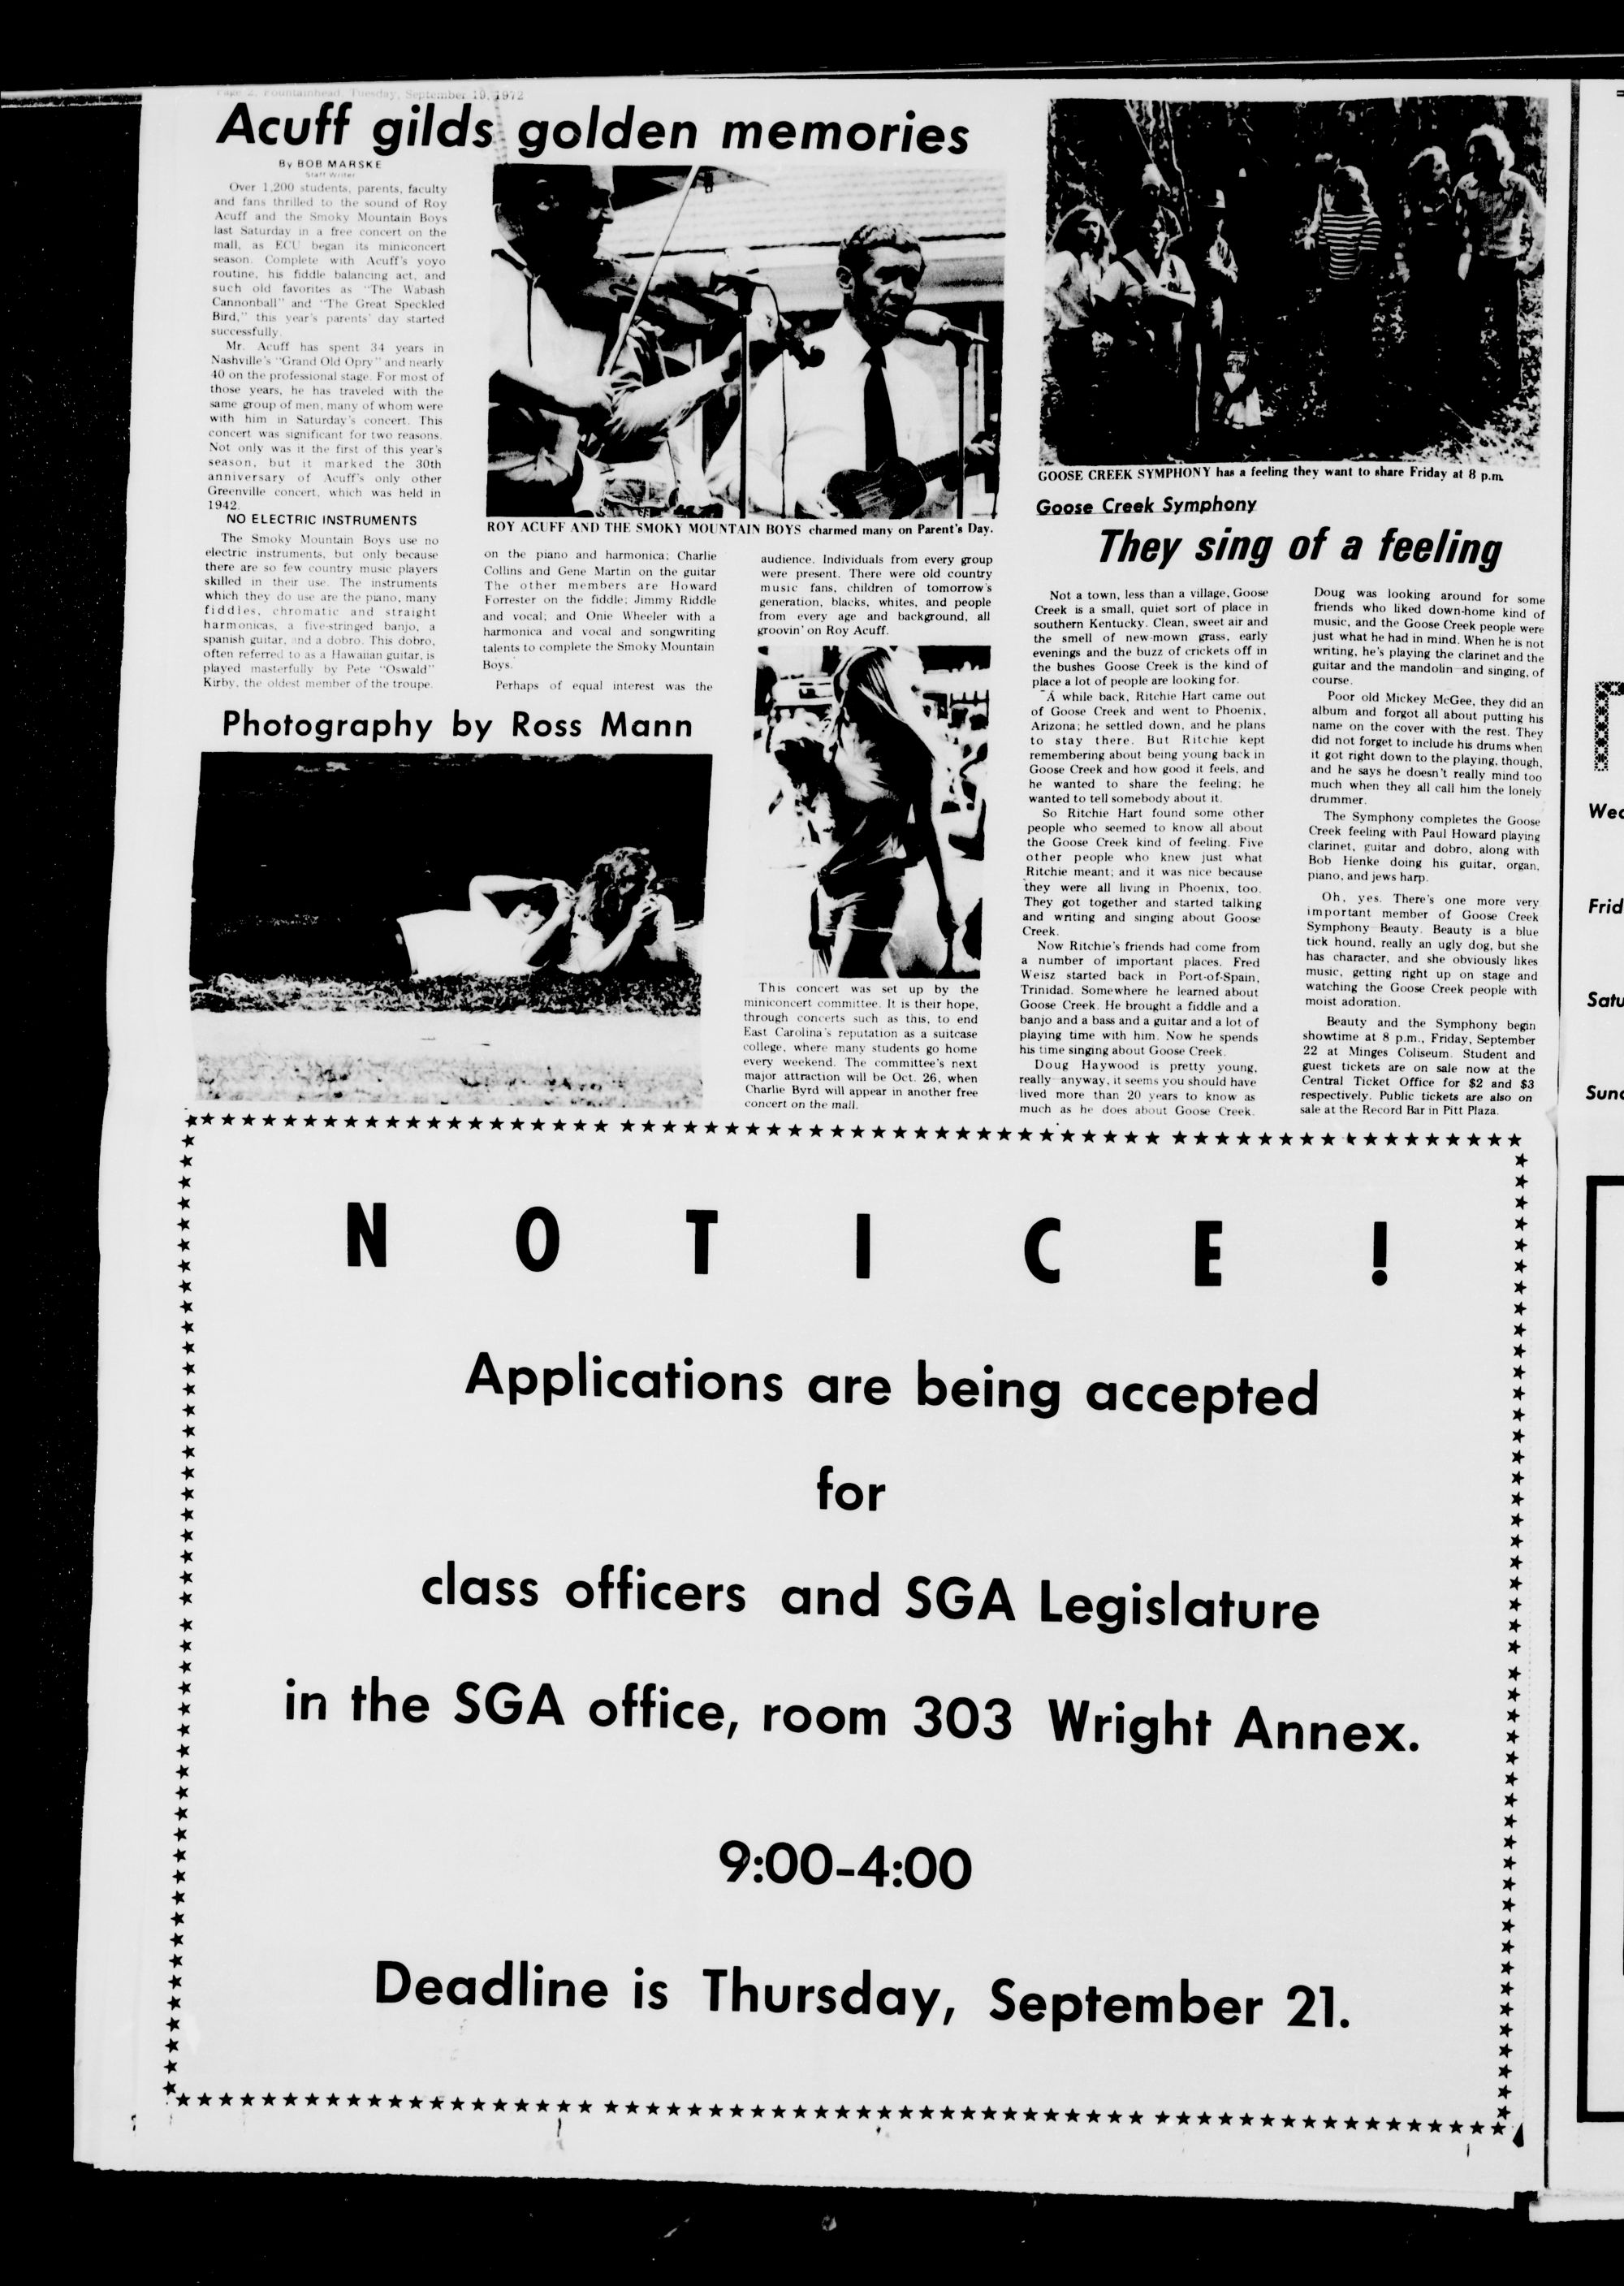 Page 2, Fountainhead, Tuesday, September 19, 1972
Acuff gilds golden memories
By BOB MARSKE
Staff Writer
Over 1,200 students, parents, faculty
and fans thrilled to the sound of Roy
Acuff and the Smoky Mountain Boys
last Saturday in a free concert on the
mall, as ECU began its miniconcert
season. Complete with Acuff's yoyo
routine, his fiddle balancing act, and
such old favorites as "The Wabash
Cannonball" and "The Great Speckled
Bird," this year's parents' day started
successfully.
Mr. Acuff has spent 34 years in
Nashville's "Grand Old Opry" and nearly
40 on the professional stage. For most of
those years, he has traveled with the
same group of men, many of whom were
with him in Saturday's concert. This
concert was significant for two reasons.
Not only was it the first of this year's
season, but it marked the 30th
anniversary of Acuff's only other
Greenville concert, which was held in
1942.
NO ELECTRIC INSTRUMENTS
The Smoky Mountain Boys use no
electric instruments, but only because
there are so few country music players
skilled in their use. The instruments
which they do use are the piano, many
fiddles, chromatic and straight
harmonicas, a five-stringed banjo, a
spanish guitar, and a dobro. This dobro,
often referred to as a Hawaiian guitar, is
played masterfully by Pete "Oswald"
Kirby, the oldest member of the troupe.
ROY ACUFF AND THE SMOKY MOUNTAIN BOYS charmed many on Parent's Day.
on the piano and harmonica; Charlie
Collins and Gene Martin on the guitar
The other members are Howard
Forrester on the fiddle; Jimmy Riddle
and vocal; and Onie Wheeler with a
harmonica and vocal and songwriting
talents to complete the Smoky Mountain
Boys.
Perhaps of equal interest was the
audience. Individuals from every group
were present. There were old country
music fans, children of tomorrow's
generation, blacks, whites, and people
from every age and background, all
groovin' on Roy Acuff.
Photography by Ross Mann
This concert was set up by the
miniconcert committee. It is their hope,
through concerts such as this, to end
East Carolina's reputation as a suitcase
college, where many students go home
every weekend. The committee's next
major attraction will be Oct. 26, when
Charlie Byrd will appear in another free
concert on the mall.
GOOSE CREEK SYMPHONY has a feeling they want to share Friday at 8 p.m.
Goose Creek Symphony
They sing of a feeling
Not a town, less than a village, Goose
Creek is a small, quiet sort of place in
southern Kentucky. Clean, sweet air and
the smell of new-mown grass, early
evenings and the buzz of crickets off in
the bushes Goose Creek is the kind of
place a lot of people are looking for.
A while back, Ritchie Hart came out
of Goose Creek and went to Phoenix,
Arizona; he settled down, and he plans
to stay there. But Ritchie kept
remembering about being young back in
Goose Creek and how good it feels, and
he wanted to share the feeling; he
wanted to tell somebody about it.
So Ritchie Hart found some other
people who seemed to know all about
the Goose Creek kind of feeling. Five
other people who knew just what
Ritchie meant; and it was nice because
they were all living in Phoenix, too.
They got together and started talking
and writing and singing about Goose
Creek.
Now Ritchie's friends had come from
a number of important places. Fred
Weisz started back in Port-of-Spain,
Trinidad. Somewhere he learned about
Goose Creek. He brought a fiddle and a
banjo and a bass and a guitar and a lot of
playing time with him. Now he spends
his time singing about Goose Creek.
Doug Haywood is pretty young,
really—anyway, it seems you should have
lived more than 20 years to know as
much as he does about Goose Creek.
Doug was looking around for some
friends who liked down-home kind of
music, and the Goose Creek people were
just what he had in mind. When he is not
writing, he's playing the clarinet and the
guitar and the mandolin—and singing, of
course.
Poor old Mickey McGee, they did an
album and forgot all about putting his
name on the cover with the rest. They
did not forget to include his drums when
it got right down to the playing, though,
and he says he doesn't really mind too
much when they all call him the lonely
drummer.
The Symphony completes the Goose
Creek feeling with Paul Howard playing
clarinet, guitar and dobro, along with
Bob Henke doing his guitar, organ,
piano, and jews harp.
Oh, yes. There's one more very
important member of Goose Creek
Symphony—Beauty. Beauty is a blue
tick hound, really an ugly dog, but she
has character, and she obviously likes
music, getting right up on stage and
watching the Goose Creek people with
moist adoration.
Beauty and the Symphony begin
showtime at 8 p.m., Friday, September
22 at Minges Coliseum. Student and
guest tickets are on sale now at the
Central Ticket Office for $2 and $3
respectively. Public tickets are also on
sale at the Record Bar in Pitt Plaza.
NOTICE!
Applications are being accepted
for
class officers and SGA Legislature
in the SGA office, room 303 Wright Annex.
9:00-4:00
Deadline is Thursday, September 21.